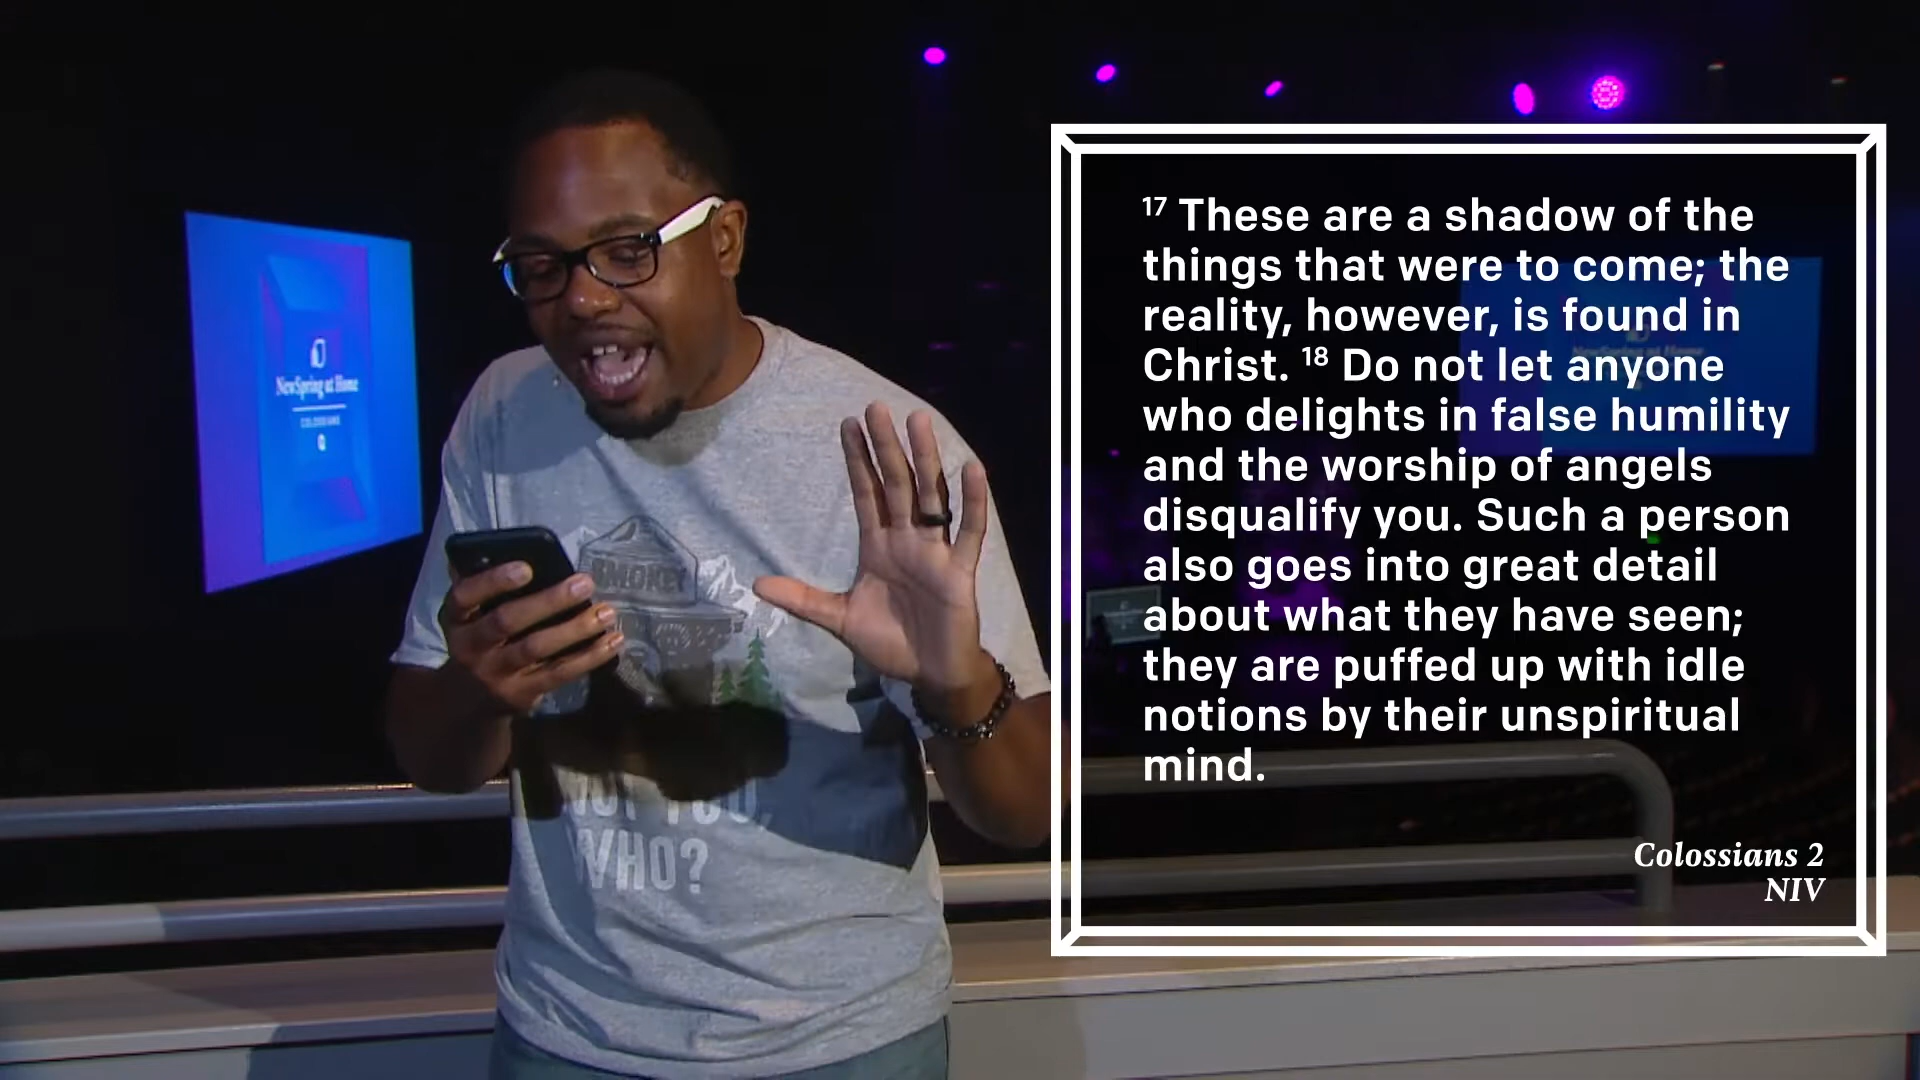 NewSpring at Home
COLOSSIANS
SMOKEY
NOT YOU,
WHO?
17 These are a shadow of the
things that were to come; the
reality, however, is found in
Christ. 18 Do not let anyone
who delights in false humility
and the worship of angels
disqualify you. Such a person
also goes into great detail
about what they have seen;
they are puffed up with idle
notions by their unspiritual
mind.
Colossians 2
NIV